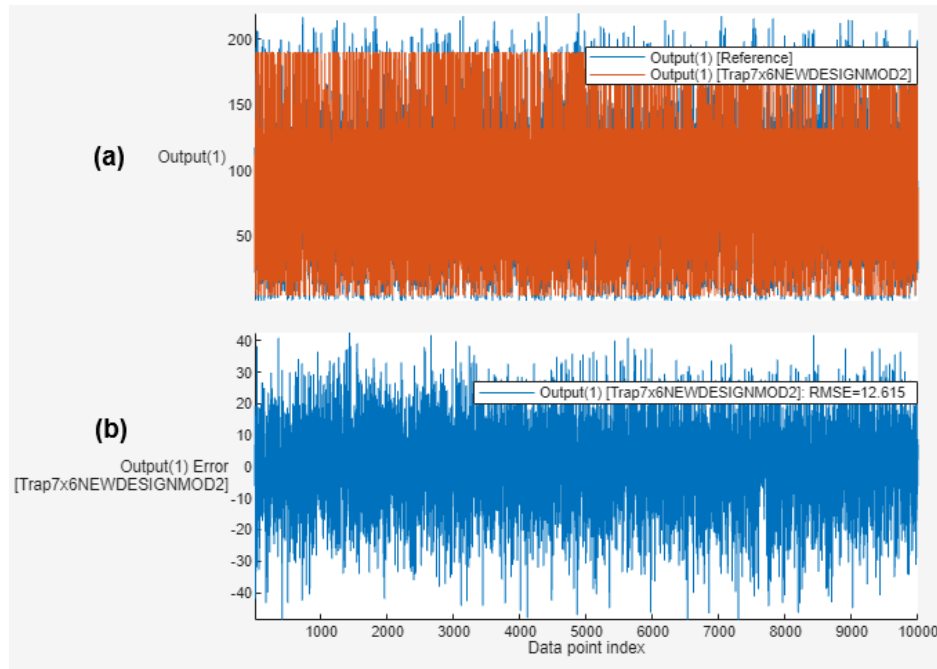 200
150
100
50
(a)
Output(1)
Output(1) [Reference]
Output(1) [Trap7x6NEWDESIGNMOD2]
40
30
20
10
0
-10
-20
-30
-40
(b)
Output(1) Error
[Trap7x6NEWDESIGNMOD2]
Output(1) [Trap7x6NEWDESIGNMOD2]: RMSE=12.615
1000 2000 3000 4000 5000 6000 7000 8000 9000 10000
Data point index